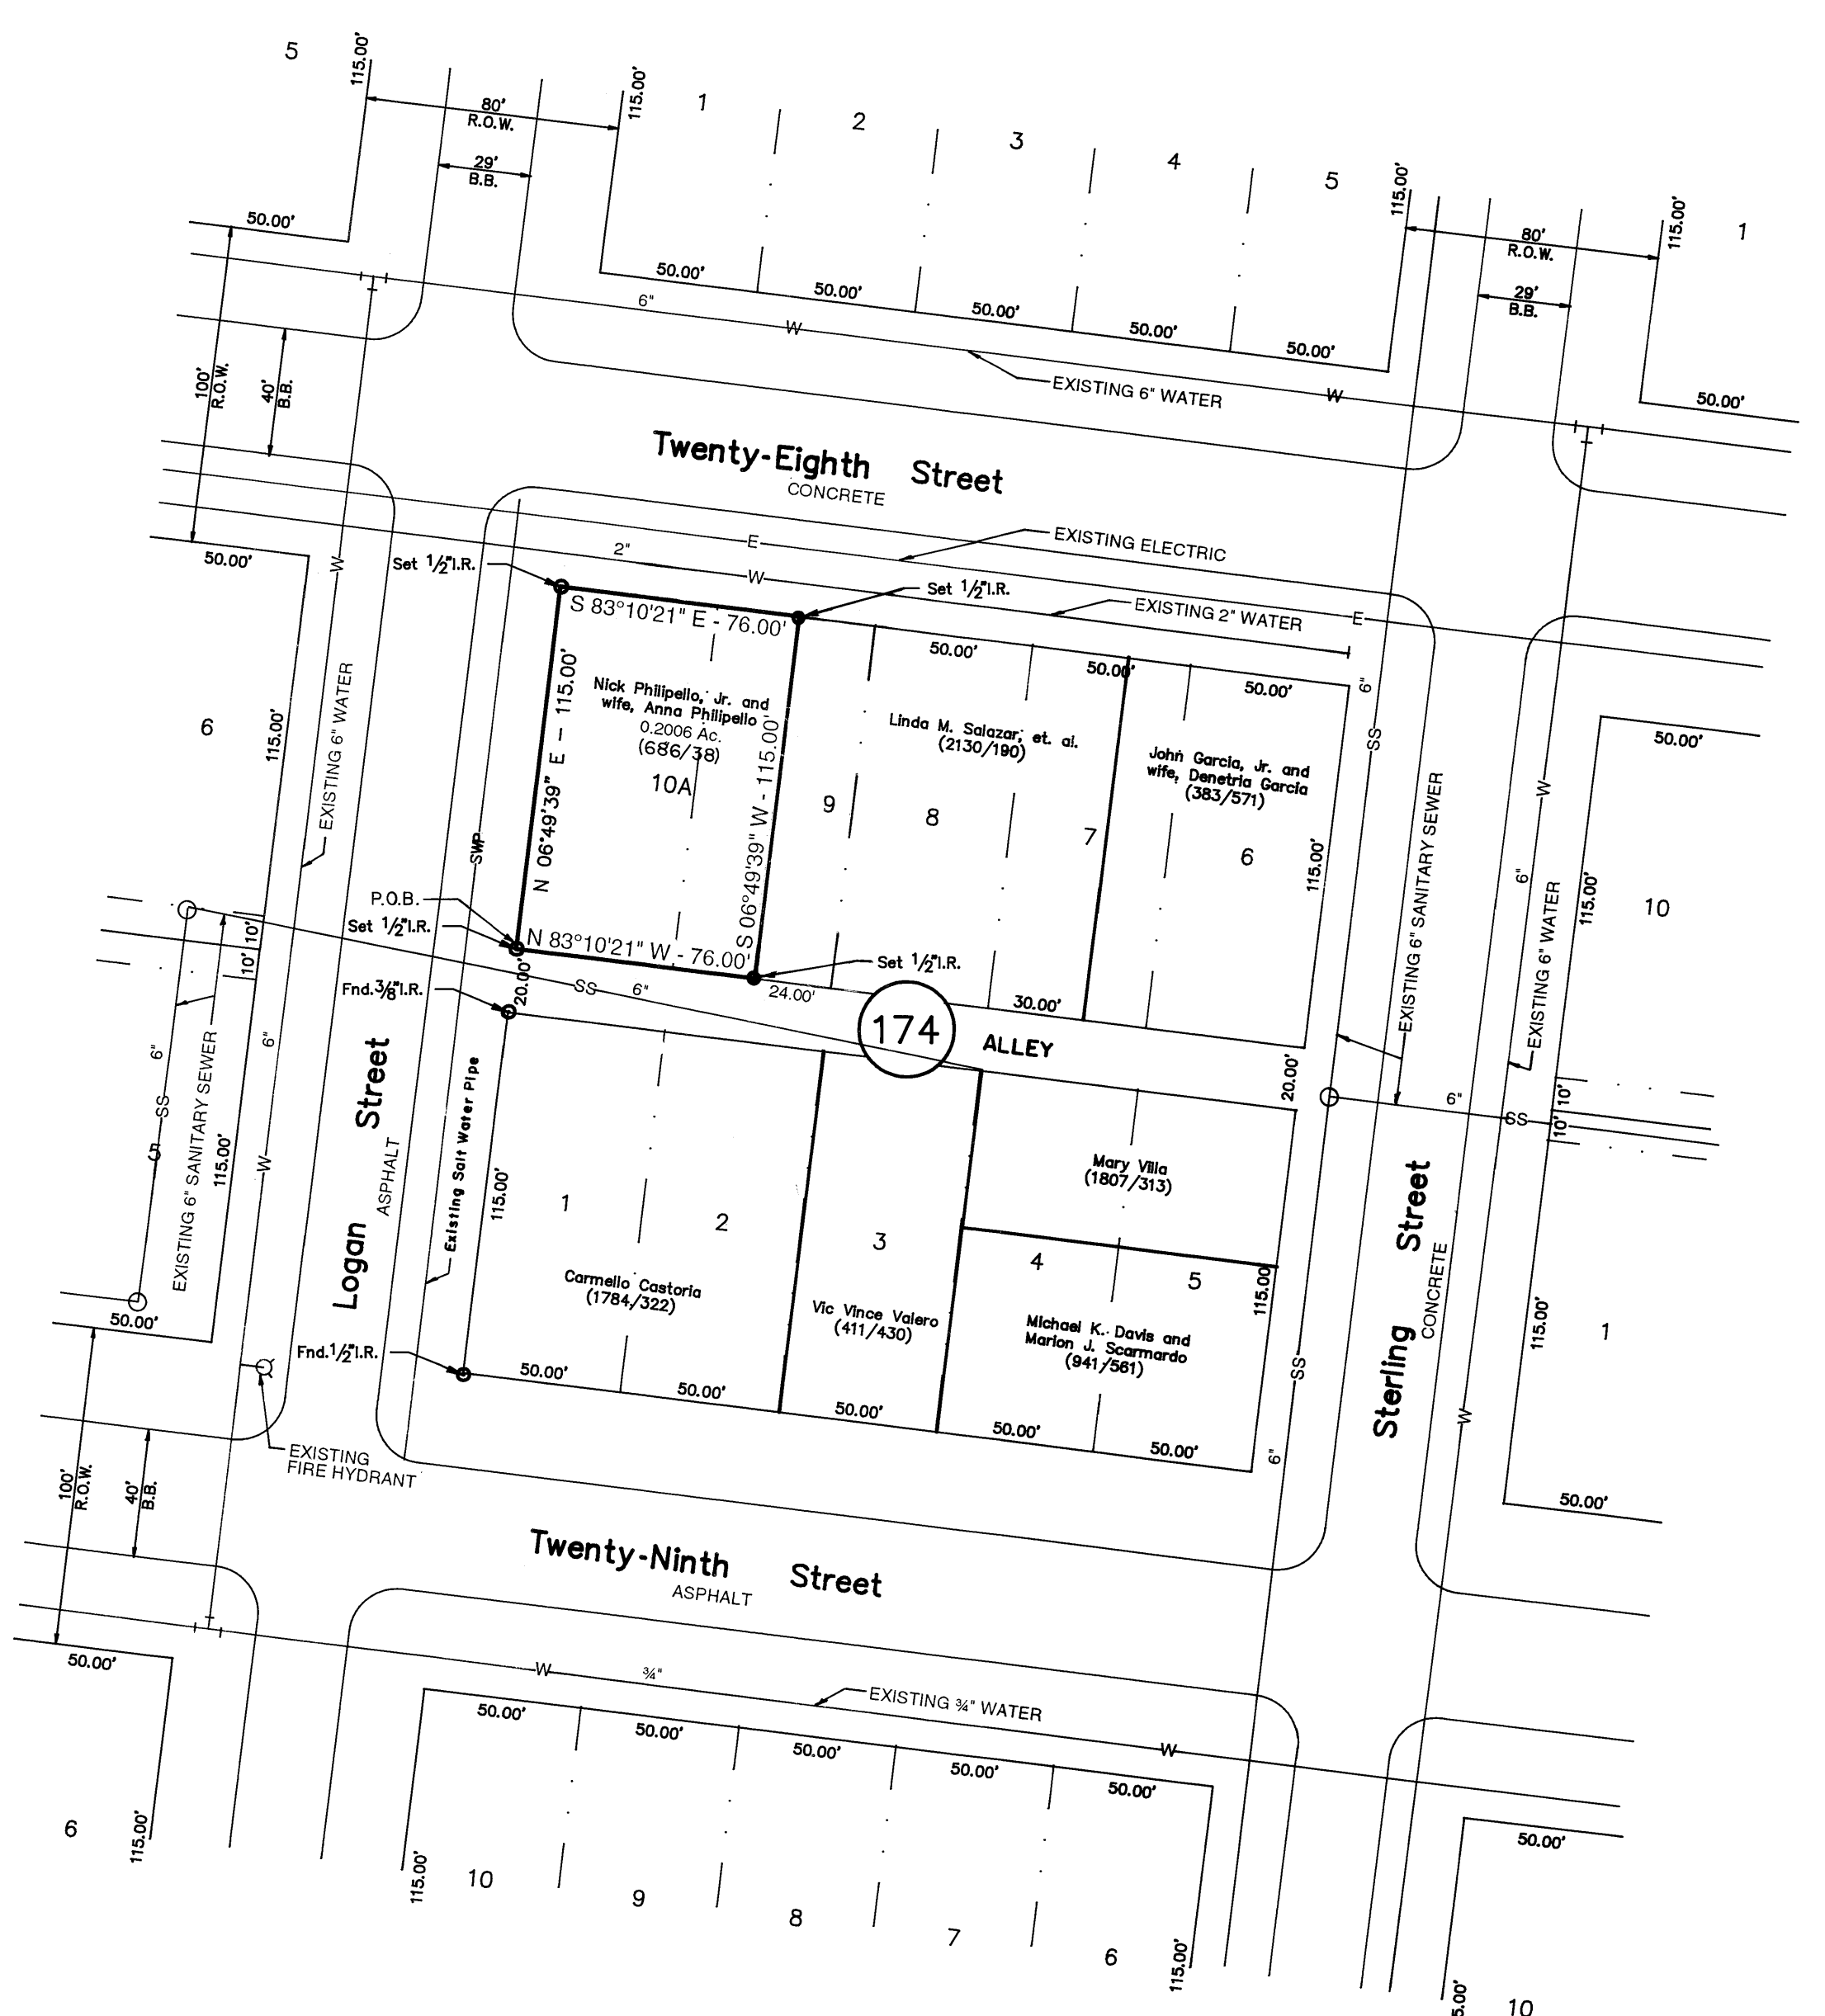 5
115.00'
80'
R.O.W.
29'
B.B.
115.00'
1
2
3
4
5
115.00'
80'
R.O.W.
29'
B.B.
115.00'
1
50.00'
50.00'
50.00'
50.00'
50.00'
50.00'
50.00'
100'
R.O.W.
40'
B.B.
6"
W
EXISTING 6" WATER
W
Twenty-Eighth Street
CONCRETE
EXISTING ELECTRIC
E
2"
W
EXISTING 2" WATER
E
50.00'
W
Set 1/2" I.R.
Set 1/2" I.R.
S 83°10'21" E - 76.00'
N 06°49'39" E - 115.00'
Nick Philipello, Jr. and
wife, Anna Philipello
0.2006 Ac.
(686/38)
10A
S 06°49'39" W - 115.00'
N 83°10'21" W - 76.00'
50.00'
50.00'
50.00'
Linda M. Salazar, et. al.
(2130/190)
John Garcia, Jr. and
wife, Denetria Garcia
(383/571)
9
8
7
6
115.00'
6"
SS
EXISTING 6" SANITARY SEWER
W
6"
EXISTING 6" WATER
50.00'
115.00'
10
6
115.00'
EXISTING 6" WATER
SWP
P.O.B.
Set 1/2" I.R.
Set 1/2" I.R.
Fnd. 3/8" I.R.
20.00'
SS
6"
24.00'
174
ALLEY
30.00'
20.00'
10'
10'
6"
SS
5
EXISTING 6" SANITARY SEWER
115.00'
6"
W
50.00'
Logan Street
ASPHALT
Existing Salt Water Pipe
115.00'
1
2
3
4
5
Carmello Castoria
(1784/322)
Vic Vince Valero
(411/430)
Mary Villa
(1807/313)
Michael K. Davis and
Marion J. Scarmardo
(941/561)
115.00'
Fnd. 1/2" I.R.
50.00'
50.00'
50.00'
50.00'
50.00'
6"
SS
Sterling Street
CONCRETE
W
6"
SS
10'
10'
115.00'
1
50.00'
EXISTING
FIRE HYDRANT
100'
R.O.W.
40'
B.B.
Twenty-Ninth Street
ASPHALT
W
3/4"
EXISTING 3/4" WATER
W
50.00'
6
115.00'
50.00'
50.00'
50.00'
50.00'
50.00'
115.00'
10
9
8
7
6
115.00'
50.00'
10